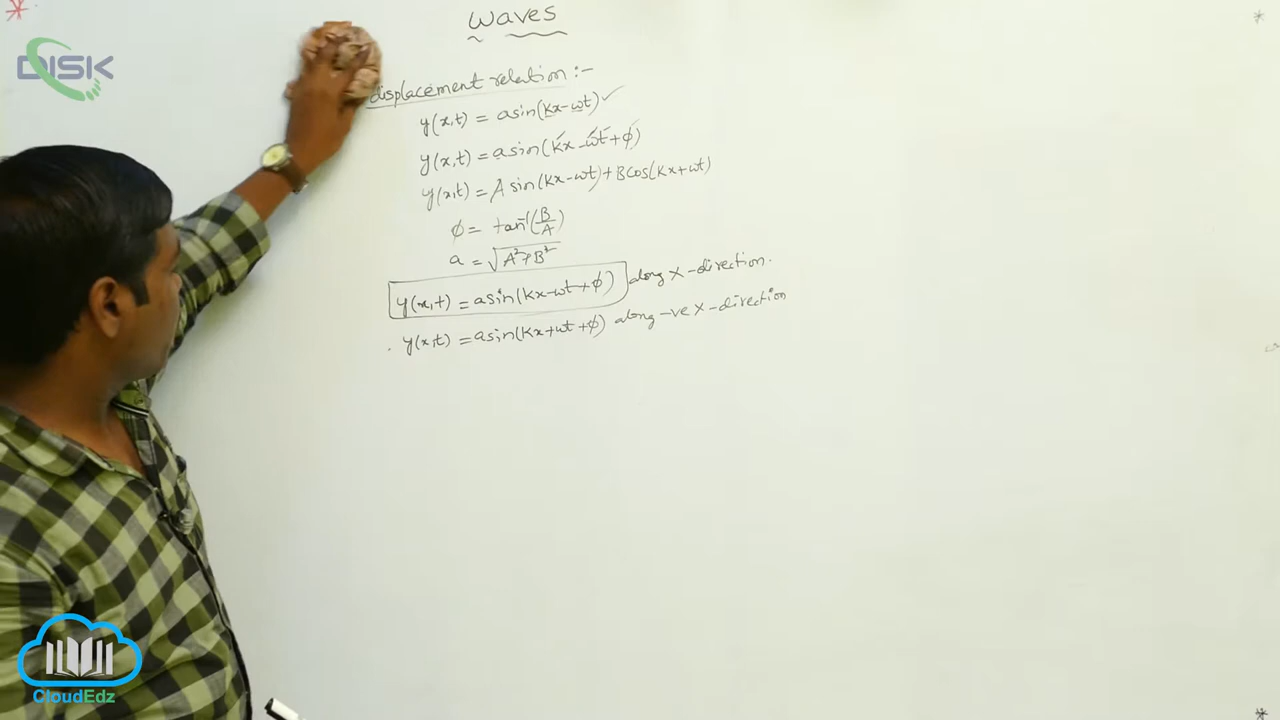 Waves
DISK
displacement relation :-
y(x,t) = asin(kx-ωt) ✓
y(x,t) = asin(kx-ωt+ϕ)
y(x,t) = A sin(kx-ωt)+Bcos(kx+ωt)
ϕ = tan⁻¹(B/A)
a = √A²+B²
y(x,t) = asin(kx-ωt+ϕ) along X-direction.
. y(x,t) = asin(kx+ωt+ϕ) along -ve X-direction
CloudEdz